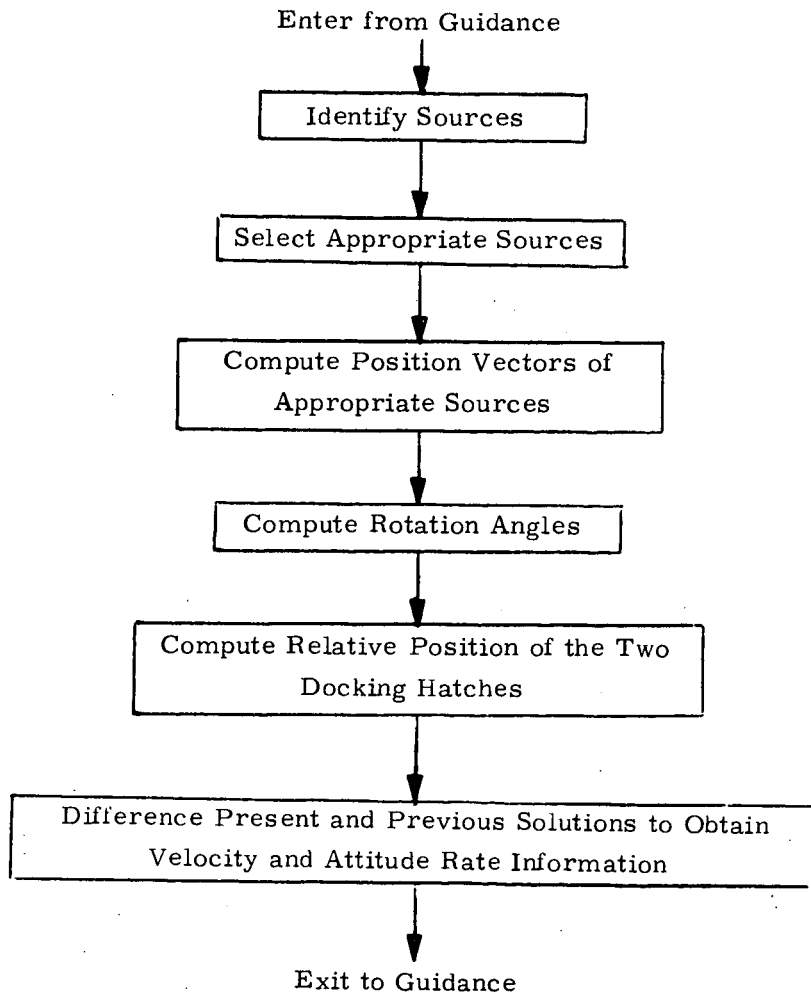 Enter from Guidance
Identify Sources
Select Appropriate Sources
Compute Position Vectors of
Appropriate Sources
Compute Rotation Angles
Compute Relative Position of the Two
Docking Hatches
Difference Present and Previous Solutions to Obtain
Velocity and Attitude Rate Information
Exit to Guidance